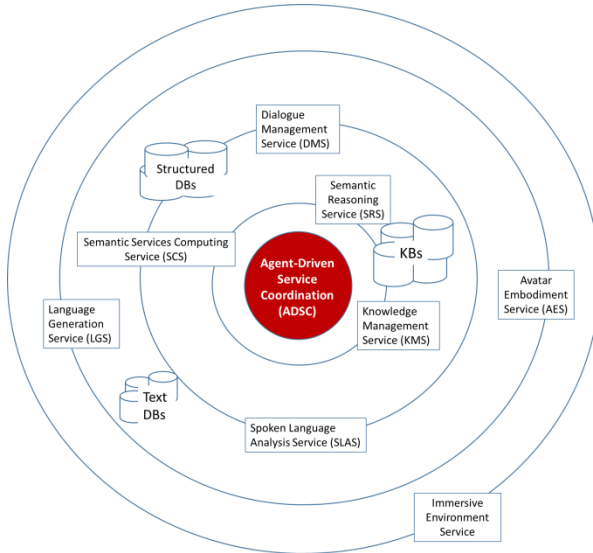 Dialogue
Management
Service (DMS)
Structured
DBs
Semantic
Reasoning
Service (SRS)
Semantic Services Computing
Service (SCS)
KBs
Agent-Driven
Service
Coordination
(ADSC)
Avatar
Embodiment
Service (AES)
Language
Generation
Service (LGS)
Knowledge
Management
Service (KMS)
Text
DBs
Spoken Language
Analysis Service (SLAS)
Immersive
Environment
Service